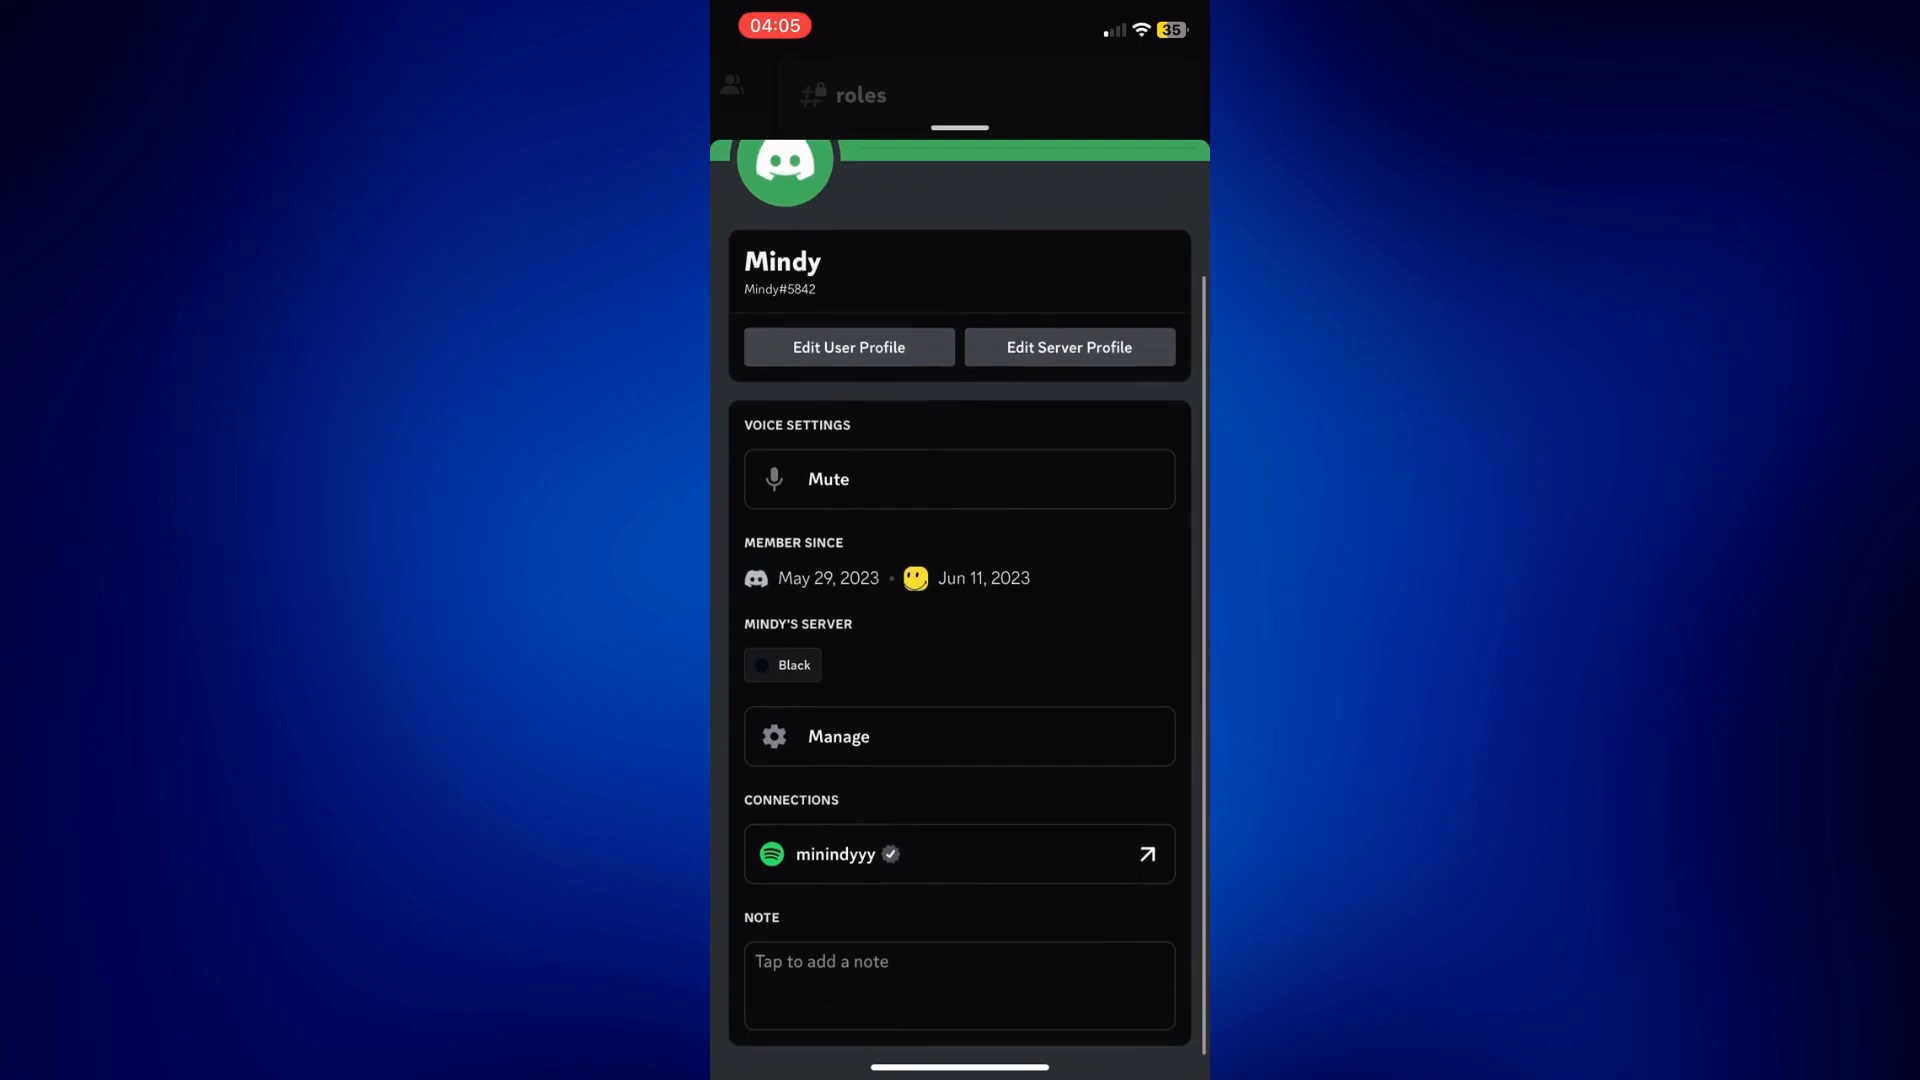 04:05
35
roles
Mindy
Mindy#5842
Edit User Profile
Edit Server Profile
VOICE SETTINGS
Mute
MEMBER SINCE
May 29, 2023 • Jun 11, 2023
MINDY'S SERVER
Black
Manage
CONNECTIONS
minindyyy
NOTE
Tap to add a note